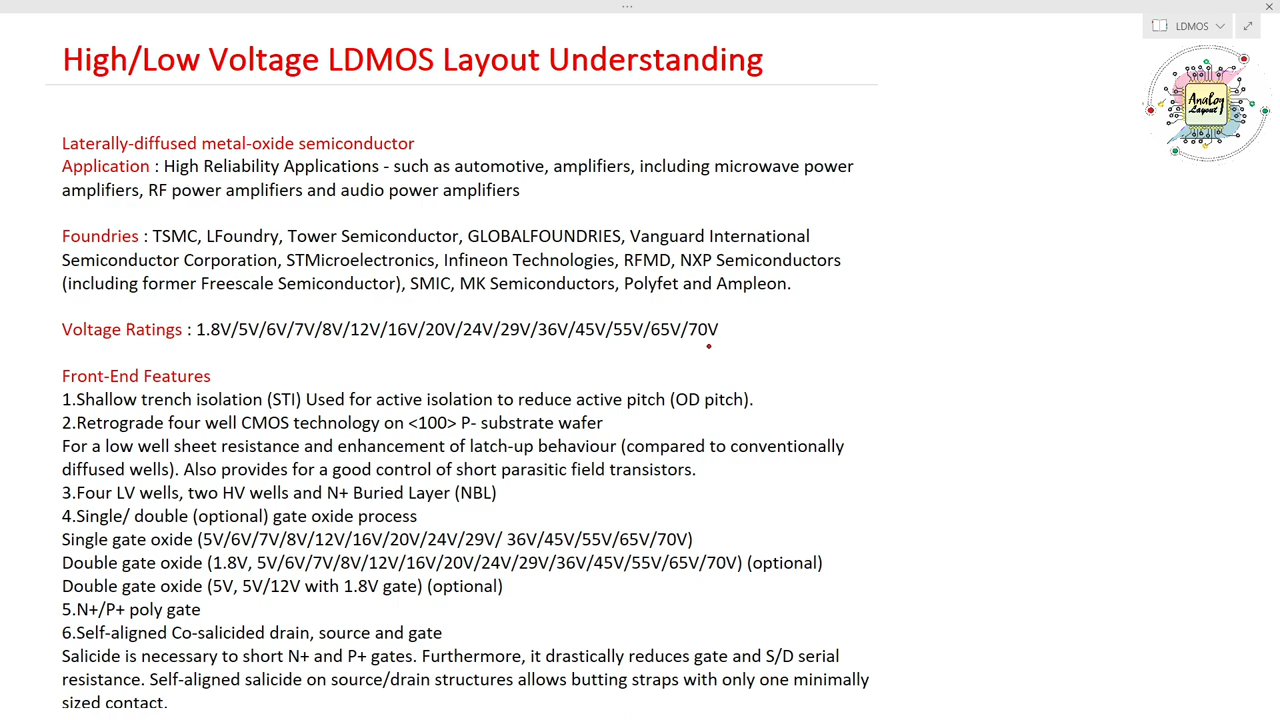 LDMOS
High/Low Voltage LDMOS Layout Understanding
Analog
Layout
Laterally-diffused metal-oxide semiconductor
Application : High Reliability Applications - such as automotive, amplifiers, including microwave power
amplifiers, RF power amplifiers and audio power amplifiers
Foundries : TSMC, LFoundry, Tower Semiconductor, GLOBALFOUNDRIES, Vanguard International
Semiconductor Corporation, STMicroelectronics, Infineon Technologies, RFMD, NXP Semiconductors
(including former Freescale Semiconductor), SMIC, MK Semiconductors, Polyfet and Ampleon.
Voltage Ratings : 1.8V/5V/6V/7V/8V/12V/16V/20V/24V/29V/36V/45V/55V/65V/70V
Front-End Features
1.Shallow trench isolation (STI) Used for active isolation to reduce active pitch (OD pitch).
2.Retrograde four well CMOS technology on <100> P- substrate wafer
For a low well sheet resistance and enhancement of latch-up behaviour (compared to conventionally
diffused wells). Also provides for a good control of short parasitic field transistors.
3.Four LV wells, two HV wells and N+ Buried Layer (NBL)
4.Single/ double (optional) gate oxide process
Single gate oxide (5V/6V/7V/8V/12V/16V/20V/24V/29V/ 36V/45V/55V/65V/70V)
Double gate oxide (1.8V, 5V/6V/7V/8V/12V/16V/20V/24V/29V/36V/45V/55V/65V/70V) (optional)
Double gate oxide (5V, 5V/12V with 1.8V gate) (optional)
5.N+/P+ poly gate
6.Self-aligned Co-salicided drain, source and gate
Salicide is necessary to short N+ and P+ gates. Furthermore, it drastically reduces gate and S/D serial
resistance. Self-aligned salicide on source/drain structures allows butting straps with only one minimally
sized contact.